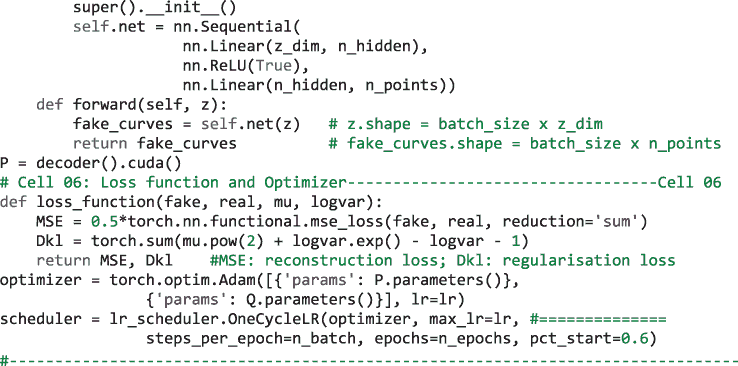 super().__init__()
self.net = nn.Sequential(
nn.Linear(z_dim, n_hidden),
nn.ReLU(True),
nn.Linear(n_hidden, n_points))
def forward(self, z):
fake_curves = self.net(z)   # z.shape = batch_size x z_dim
return fake_curves          # fake_curves.shape = batch_size x n_points
P = decoder().cuda()
# Cell 06: Loss function and Optimizer----------------------------------Cell 06
def loss_function(fake, real, mu, logvar):
MSE = 0.5*torch.nn.functional.mse_loss(fake, real, reduction='sum')
Dkl = torch.sum(mu.pow(2) + logvar.exp() - logvar - 1)
return MSE, Dkl    #MSE: reconstruction loss; Dkl: regularisation loss
optimizer = torch.optim.Adam([{'params': P.parameters()},
{'params': Q.parameters()}], lr=lr)
scheduler = lr_scheduler.OneCycleLR(optimizer, max_lr=lr, #==============
steps_per_epoch=n_batch, epochs=n_epochs, pct_start=0.6)
#--------------------------------------------------------------------------------